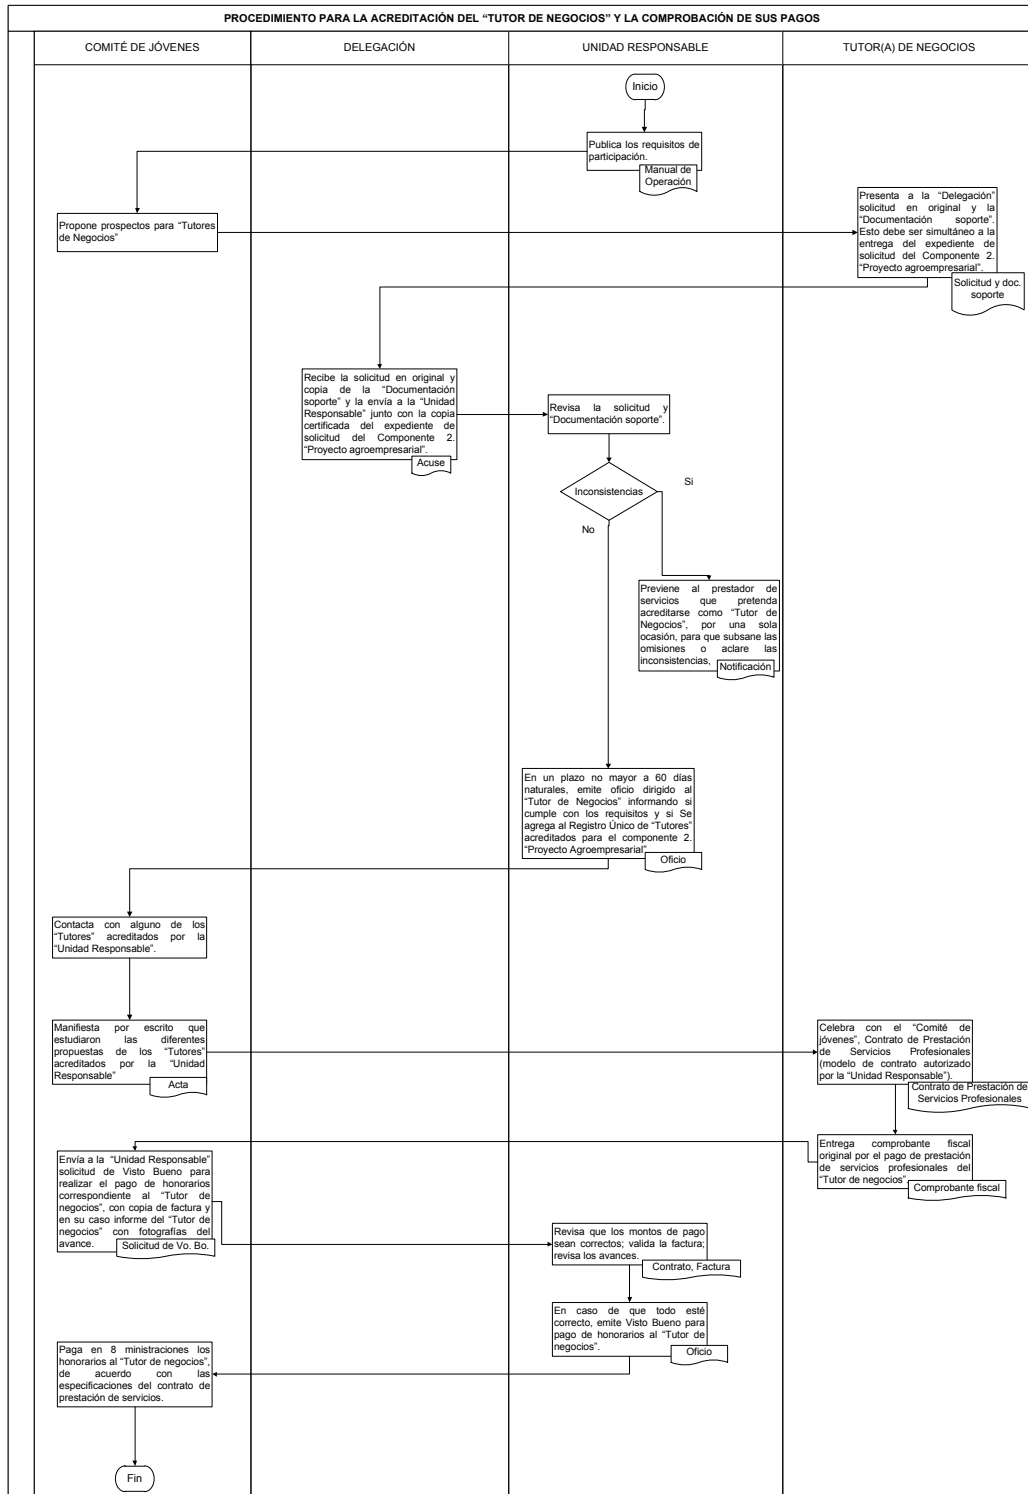 PROCEDIMIENTO PARA LA ACREDITACIÓN DEL “TUTOR DE NEGOCIOS” Y LA COMPROBACIÓN DE SUS PAGOS
COMITÉ DE JÓVENES
DELEGACIÓN
UNIDAD RESPONSABLE
TUTOR(A) DE NEGOCIOS
Inicio
Publica los requisitos de
participación.
Manual de
Operación
Propone prospectos para “Tutores
de Negocios”
Presenta a la “Delegación”
solicitud en original y la
“Documentación soporte”.
Esto debe ser simultáneo a la
entrega del expediente de
solicitud del Componente 2.
“Proyecto agroempresarial”.
Solicitud y doc.
soporte
Recibe la solicitud en original y
copia de la “Documentación
soporte” y la envía a la “Unidad
Responsable” junto con la copia
certificada del expediente de
solicitud del Componente 2.
“Proyecto agroempresarial”.
Acuse
Revisa la solicitud y
“Documentación soporte”.
Inconsistencias
Si
No
Previene al prestador de
servicios que pretenda
acreditarse como “Tutor de
Negocios”, por una sola
ocasión, para que subsane las
omisiones o aclare las
inconsistencias,
Notificación
En un plazo no mayor a 60 días
naturales, emite oficio dirigido al
“Tutor de Negocios” informando si
cumple con los requisitos y si Se
agrega al Registro Único de “Tutores”
acreditados para el componente 2.
“Proyecto Agroempresarial”
Oficio
Contacta con alguno de los
“Tutores” acreditados por la
“Unidad Responsable”.
Manifiesta por escrito que
estudiaron las diferentes
propuestas de los “Tutores”
acreditados por la “Unidad
Responsable”
Acta
Celebra con el “Comité de
jóvenes”, Contrato de Prestación
de Servicios Profesionales
(modelo de contrato autorizado
por la “Unidad Responsable”).
Contrato de Prestación de
Servicios Profesionales
Entrega comprobante fiscal
original por el pago de prestación
de servicios profesionales del
“Tutor de negocios”
Comprobante fiscal
Envía a la “Unidad Responsable”
solicitud de Visto Bueno para
realizar el pago de honorarios
correspondiente al “Tutor de
negocios”, con copia de factura y
en su caso informe del “Tutor de
negocios” con fotografías del
avance.
Solicitud de Vo. Bo.
Revisa que los montos de pago
sean correctos; valida la factura;
revisa los avances.
Contrato, Factura
En caso de que todo esté
correcto, emite Visto Bueno para
pago de honorarios al “Tutor de
negocios”.
Oficio
Paga en 8 ministraciones los
honorarios al “Tutor de negocios”,
de acuerdo con las
especificaciones del contrato de
prestación de servicios.
Fin